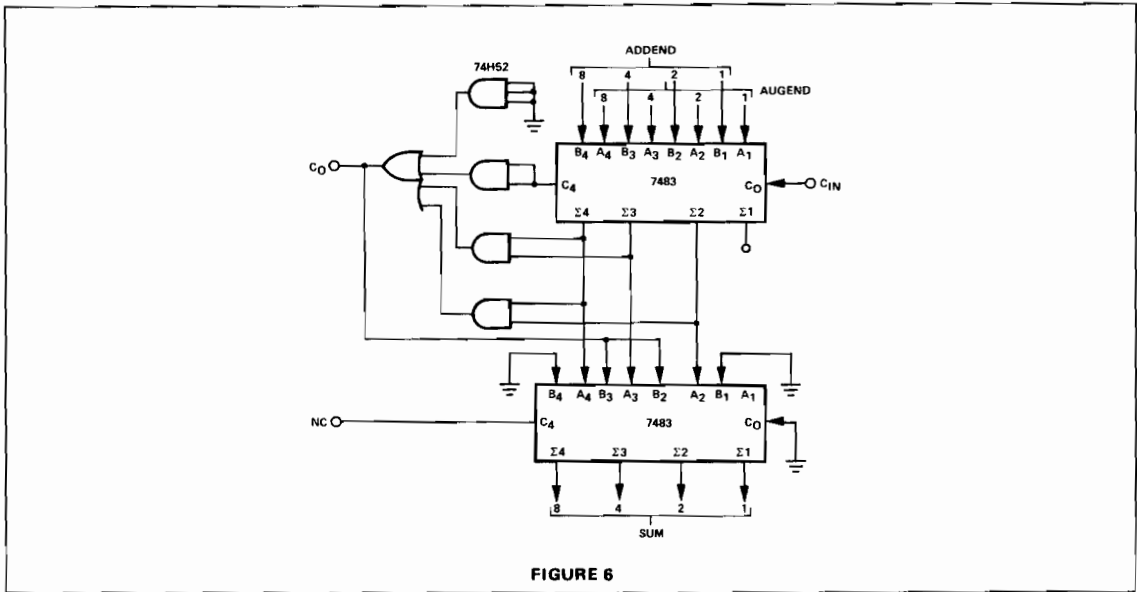 ADDEND
8 4 2 1
AUGEND
8 4 2 1
74H52
B4 A4 B3 A3 B2 A2 B1 A1
C4 7483 C0
CIN
Σ4 Σ3 Σ2 Σ1
CO
B4 A4 B3 A3 B2 A2 B1 A1
NC
C4 7483 C0
Σ4 Σ3 Σ2 Σ1
8 4 2 1
SUM
FIGURE 6